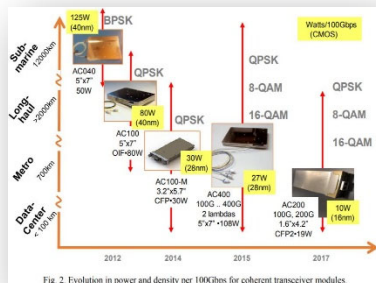 125W
(40nm)
BPSK
Watts/100Gbps
(CMOS)
Sub-
marine
12000km
QPSK
QPSK
8-QAM
16-QAM
AC040
5"x7"
50W
QPSK
QPSK
8-QAM
16-QAM
Long-
haul
>2000km
80W
(40nm)
AC100
5"x7"
OIF•80W
30W
(28nm)
27W
(28nm)
Metro
700km
AC100-M
3.2"x5.7"
CFP•30W
AC400
100G .. 400G
2 lambdas
5"x7" •108W
AC200
100G, 200G
1.6"x4.2"
CFP2•19W
10W
(16nm)
Data-
Center
< 100 km
2012
2014
2015
2017
Fig. 2 Evolution in power and density per 100Gbps for coherent transceiver modules